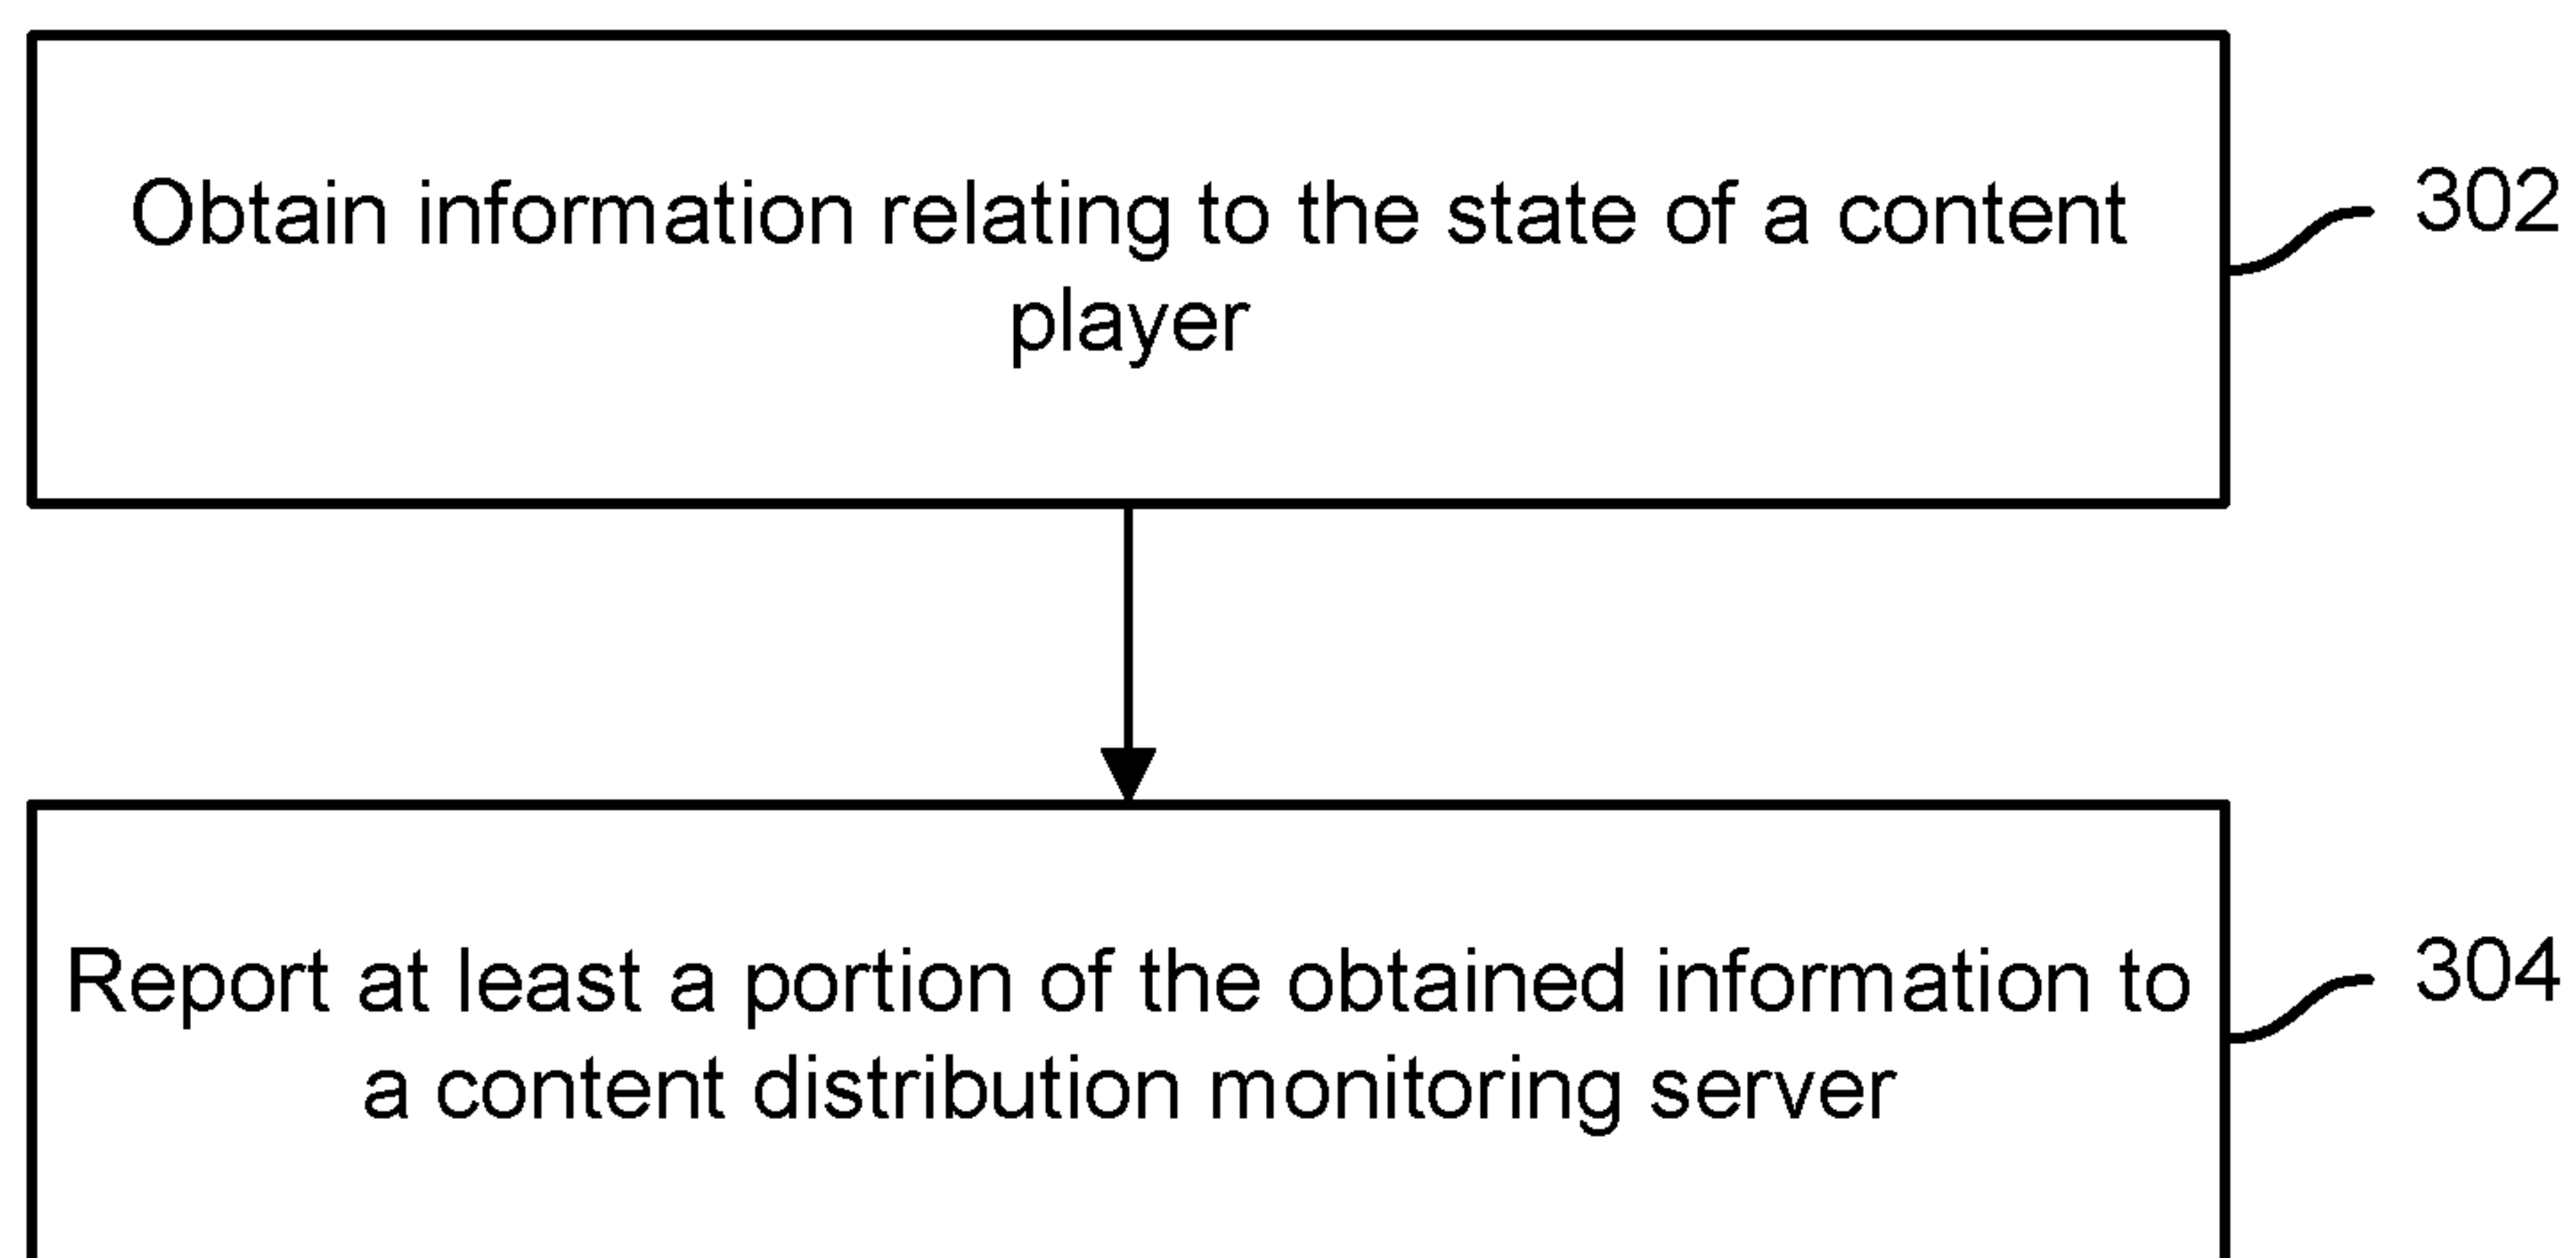 Obtain information relating to the state of a content
player
302
Report at least a portion of the obtained information to
a content distribution monitoring server
304